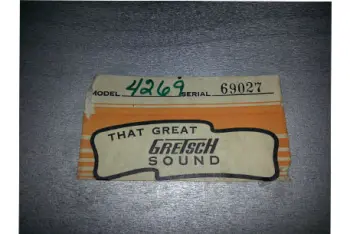 MODEL 4269 SERIAL 69027
THAT GREAT
GRETSCH
SOUND